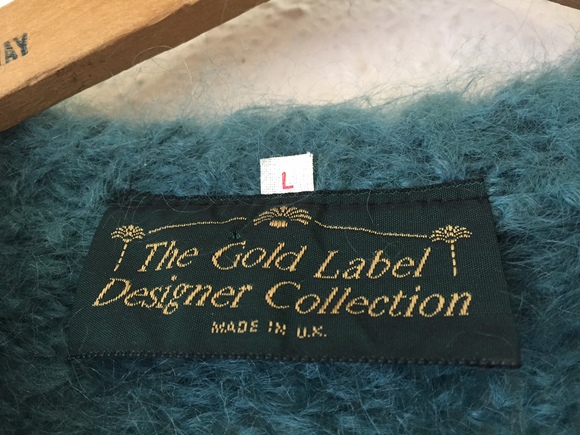 L
The Gold Label
Designer Collection
MADE IN U.K.